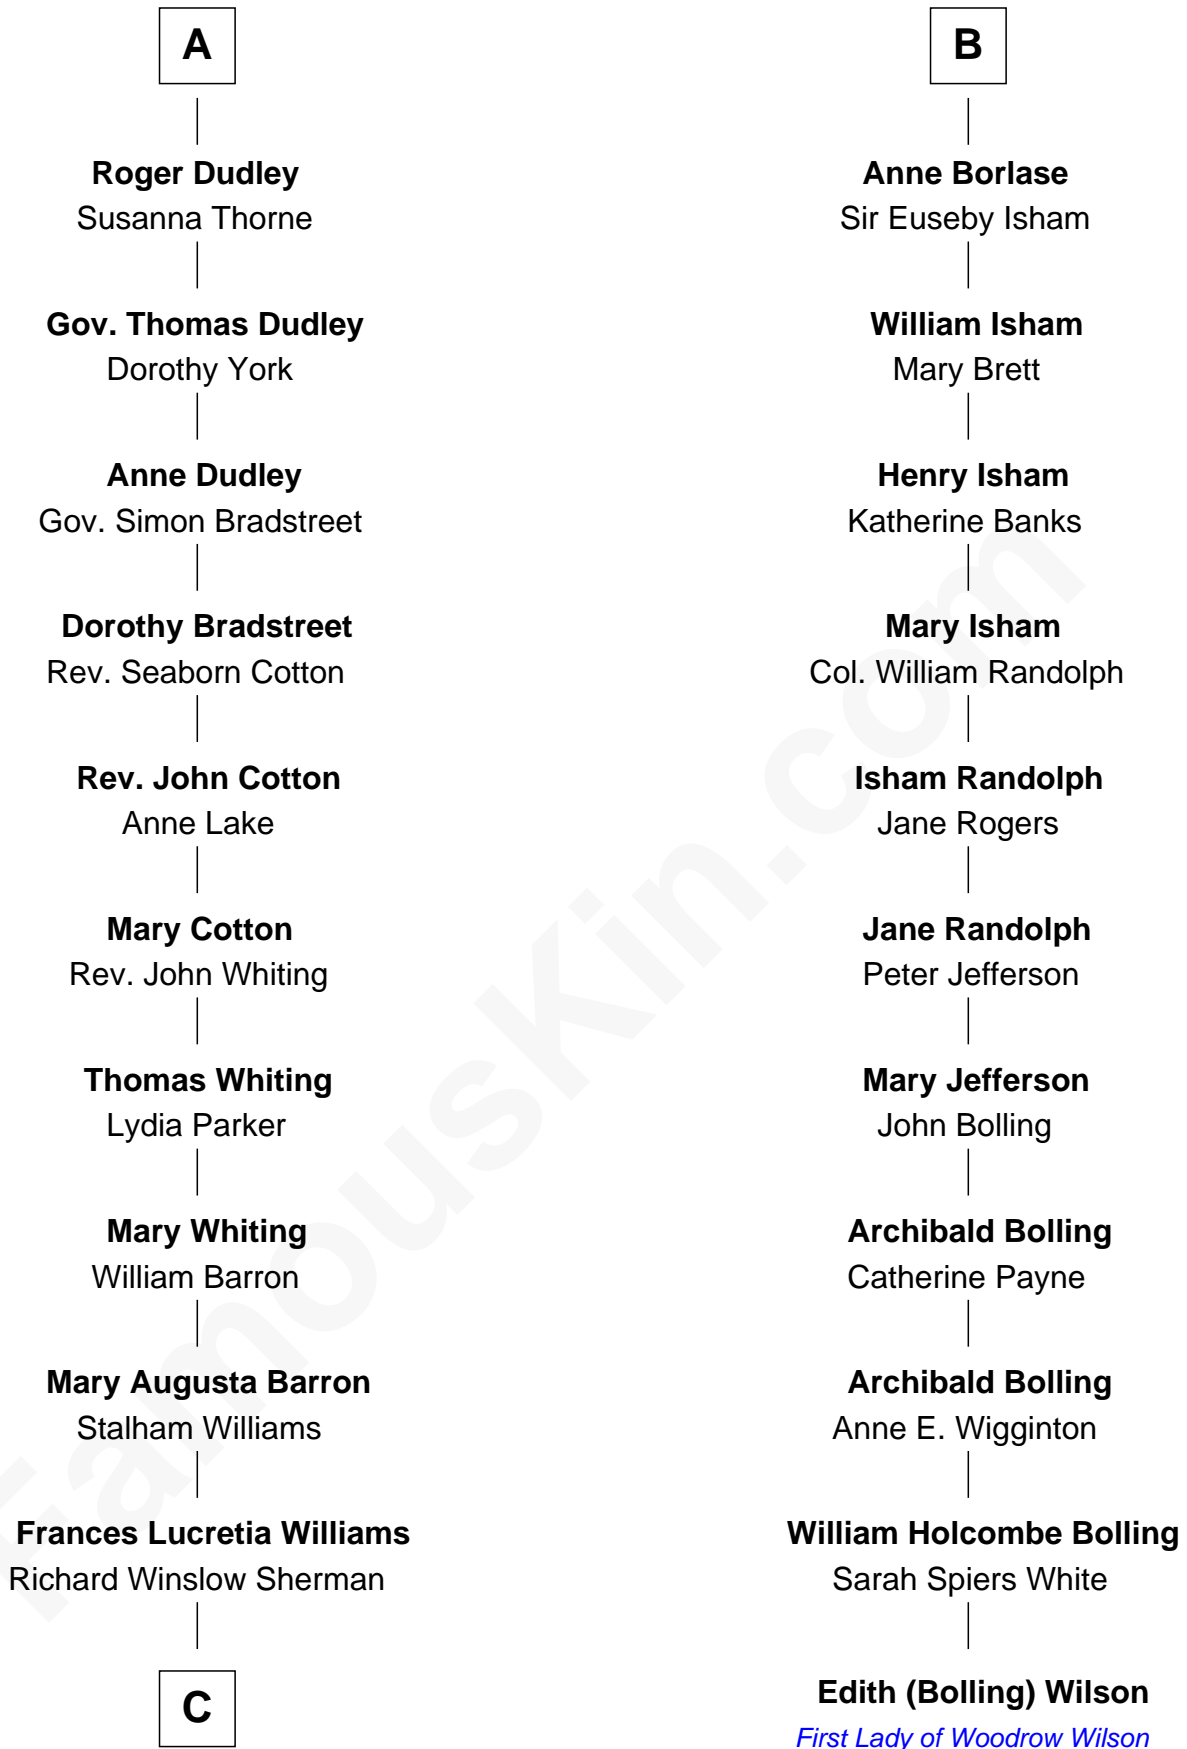 A
Roger Dudley
Susanna Thorne
Gov. Thomas Dudley
Dorothy York
Anne Dudley
Gov. Simon Bradstreet
Dorothy Bradstreet
Rev. Seaborn Cotton
Rev. John Cotton
Anne Lake
Mary Cotton
Rev. John Whiting
Thomas Whiting
Lydia Parker
Mary Whiting
William Barron
Mary Augusta Barron
Stalham Williams
Frances Lucretia Williams
Richard Winslow Sherman
C
B
Anne Borlase
Sir Euseby Isham
William Isham
Mary Brett
Henry Isham
Katherine Banks
Mary Isham
Col. William Randolph
Isham Randolph
Jane Rogers
Jane Randolph
Peter Jefferson
Mary Jefferson
John Bolling
Archibald Bolling
Catherine Payne
Archibald Bolling
Anne E. Wigginton
William Holcombe Bolling
Sarah Spiers White
Edith (Bolling) Wilson
First Lady of Woodrow Wilson
FamousKin.com